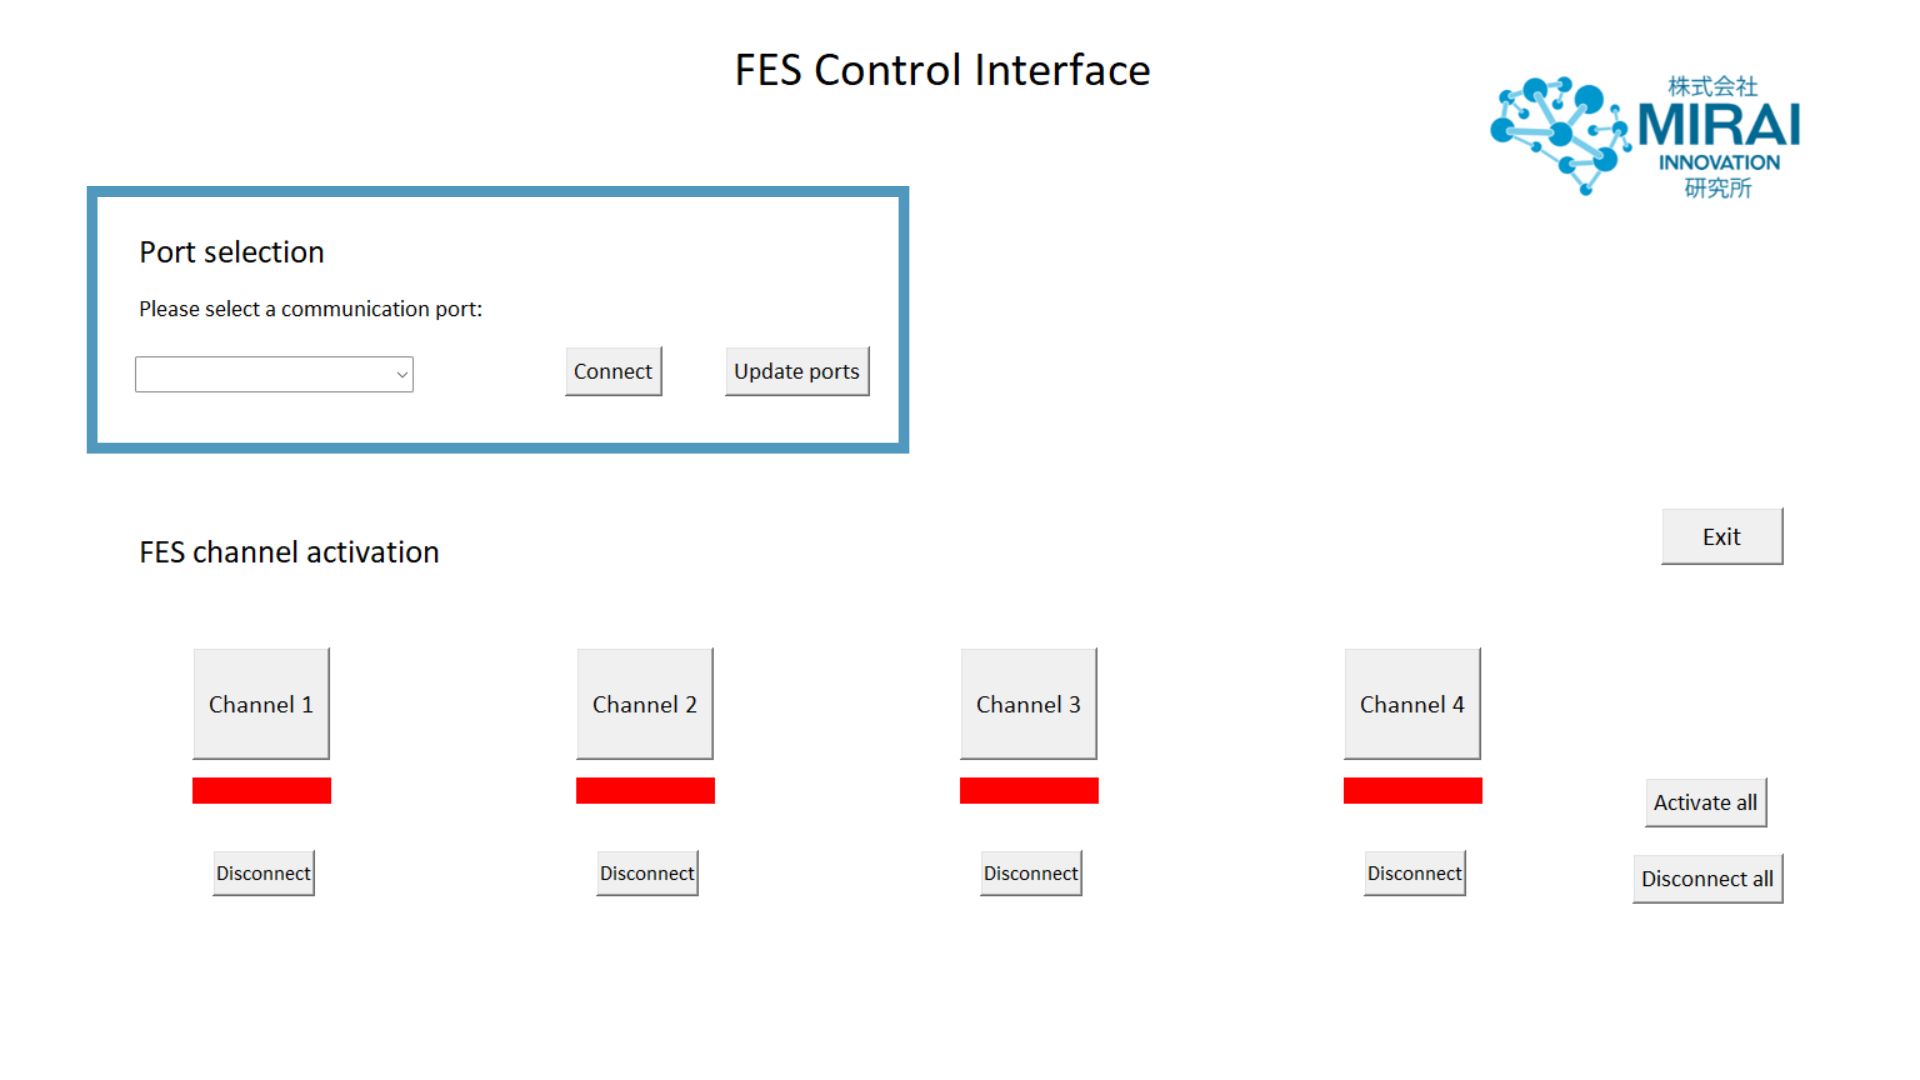 FES Control Interface
株式会社
MIRAI
INNOVATION
研究所
Port selection
Please select a communication port:
Connect
Update ports
Exit
FES channel activation
Channel 1
Channel 2
Channel 3
Channel 4
Activate all
Disconnect
Disconnect
Disconnect
Disconnect
Disconnect all